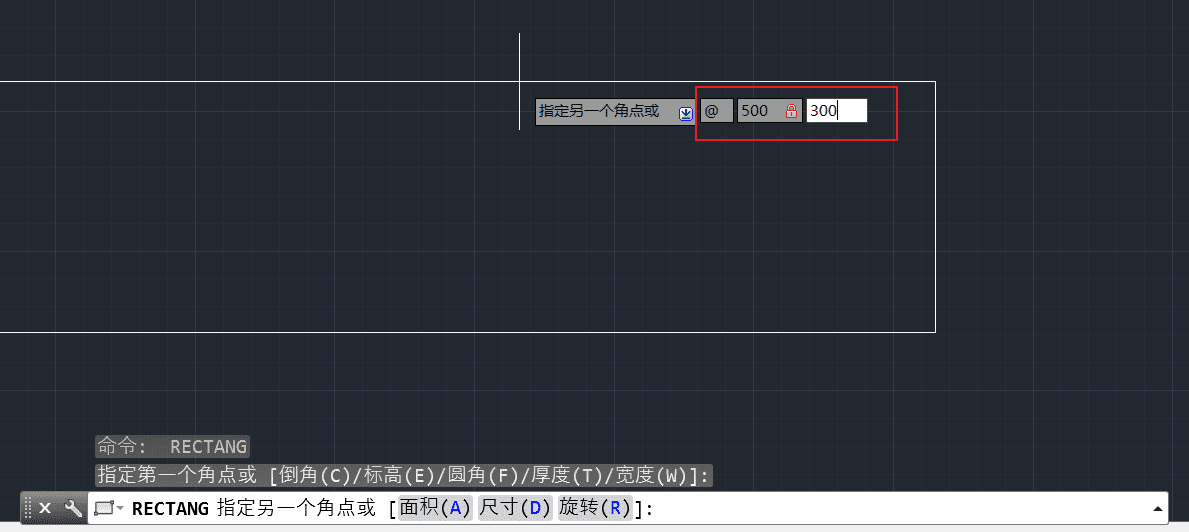 指定另一个角点或 @ 500 300
命令: RECTANG
指定第一个角点或 [倒角(C)/标高(E)/圆角(F)/厚度(T)/宽度(W)]:
RECTANG 指定另一个角点或 [面积(A) 尺寸(D) 旋转(R)]: